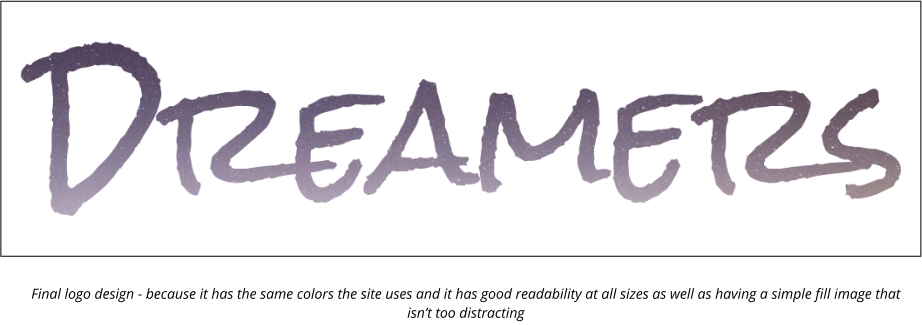 DREAMERS
Final logo design - because it has the same colors the site uses and it has good readability at all sizes as well as having a simple fill image that
isn't too distracting